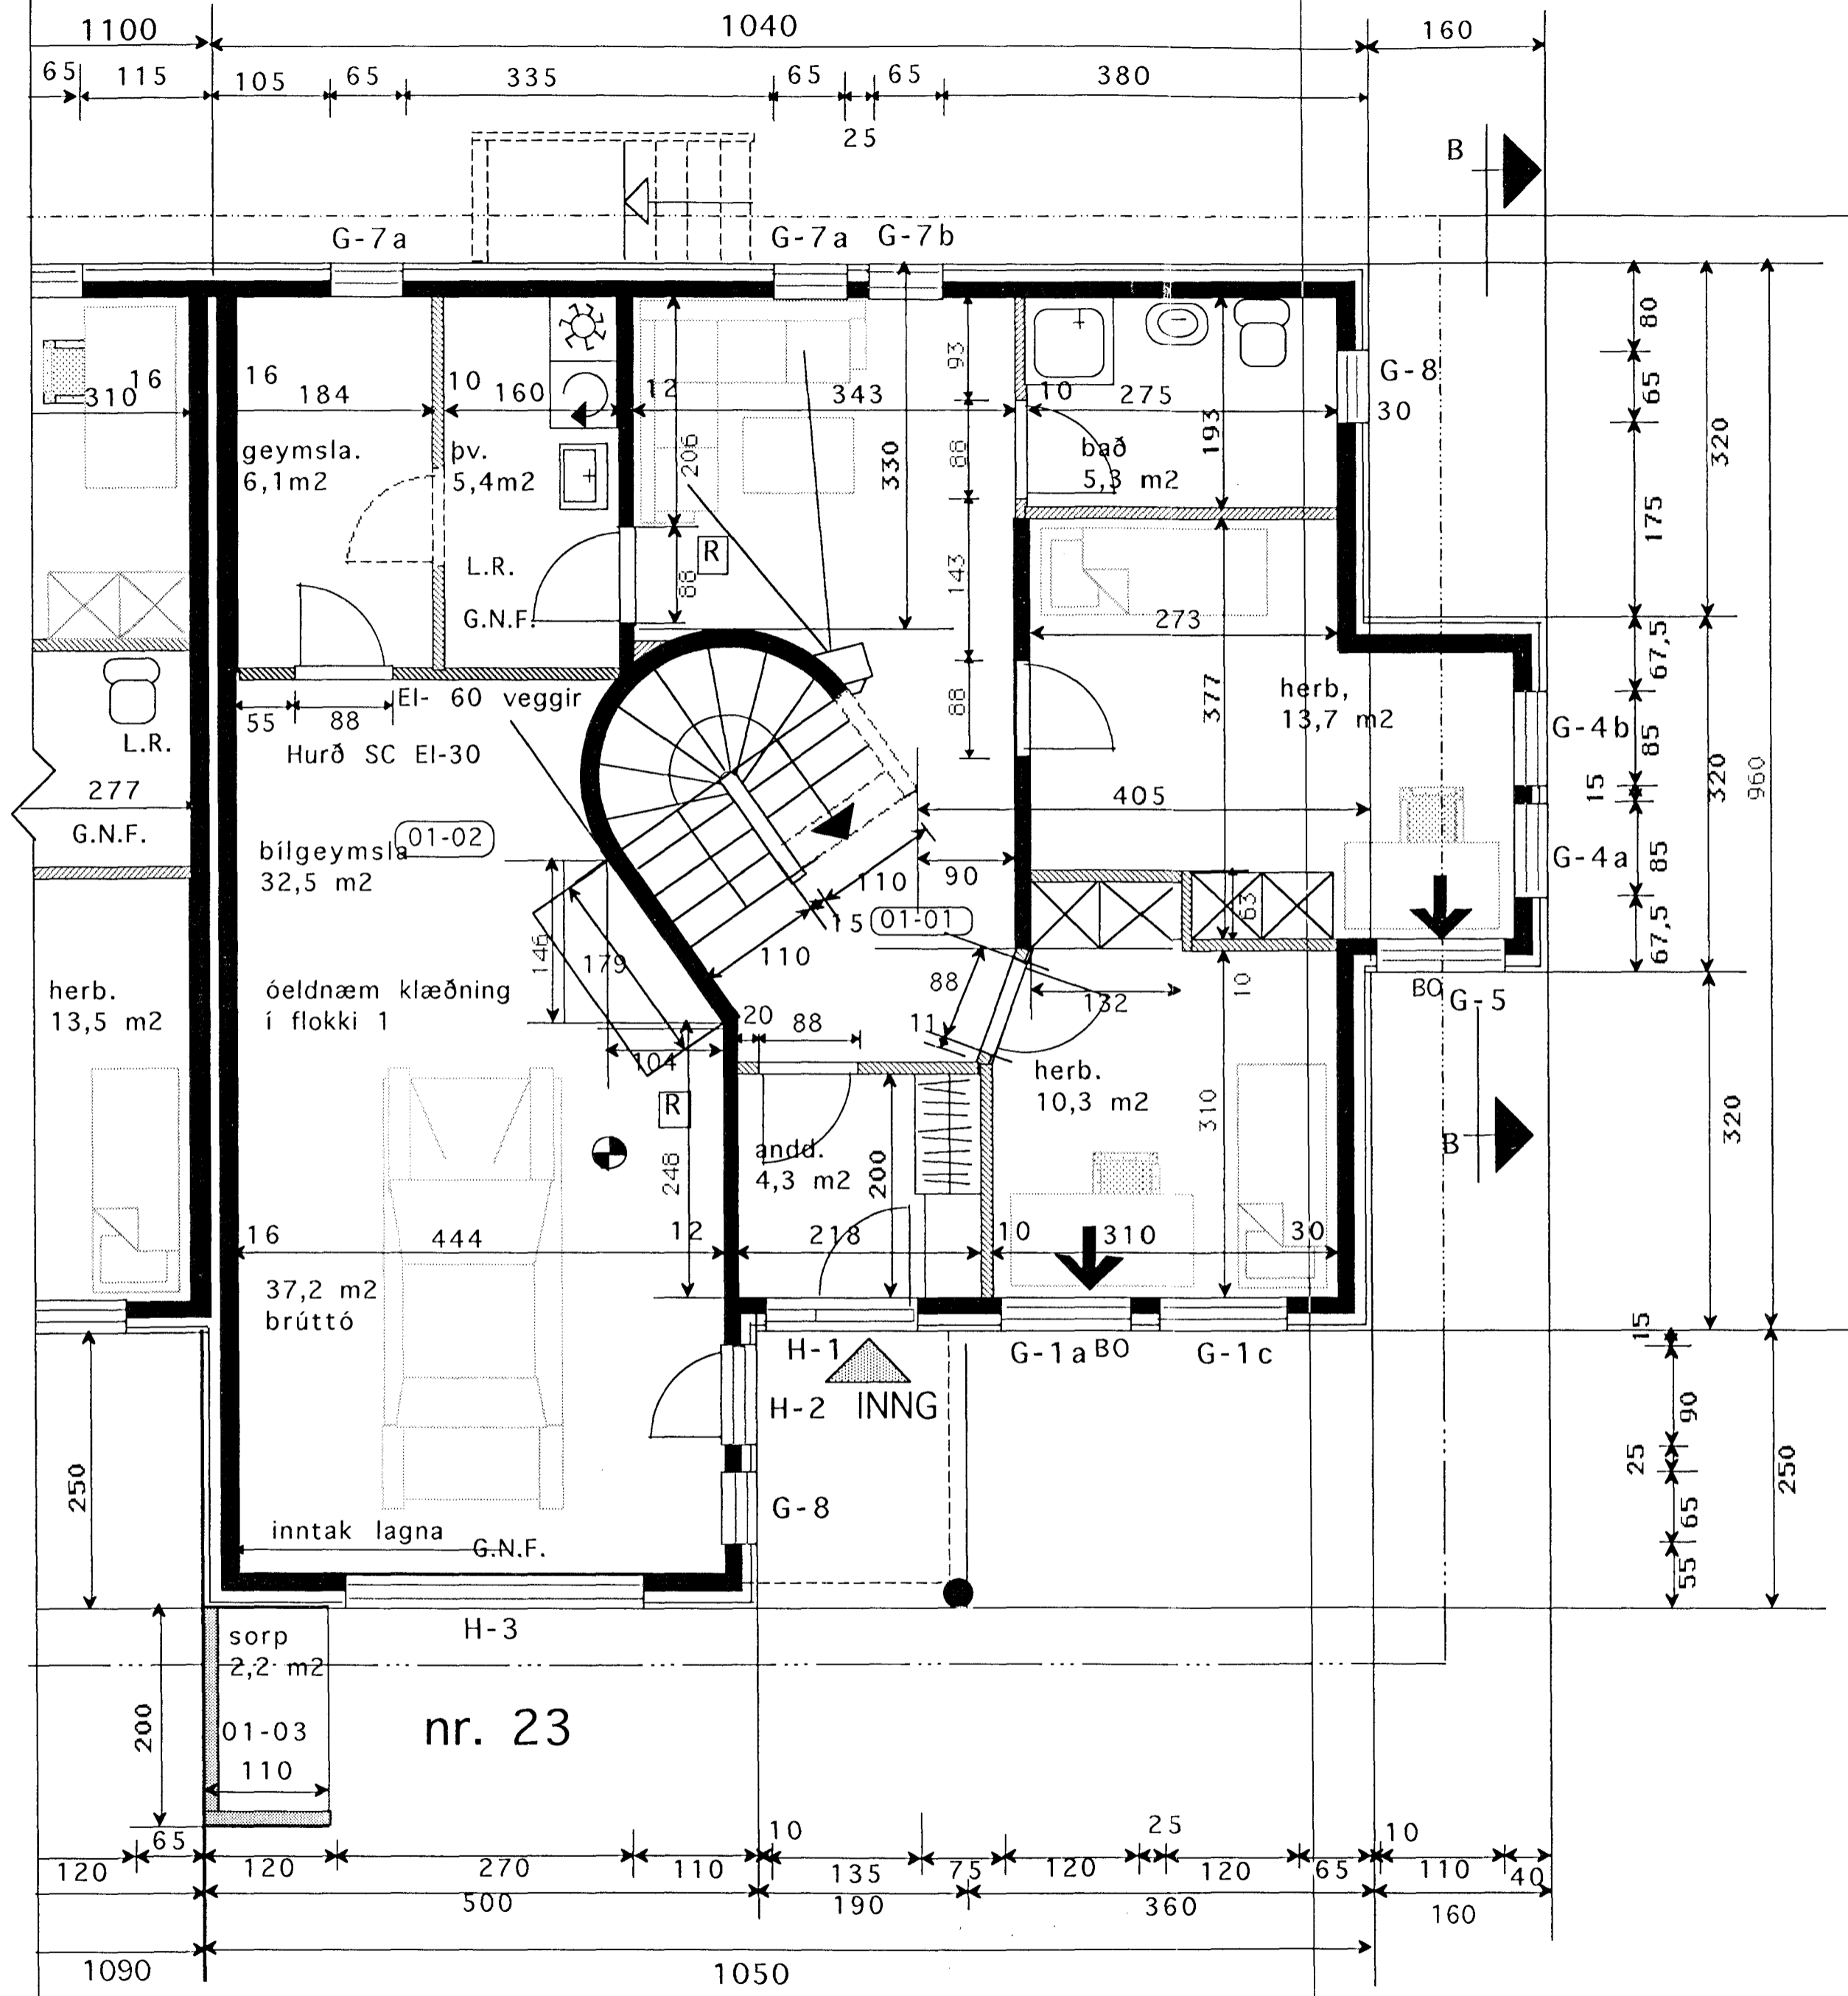 1100
1040
160
65
115
105
65
335
65
65
380
25
B
G-7a
G-7a
G-7b
80
16
310
16
184
10
160
12
343
93
10
275
G-8
30
65
320
geymsla.
6,1m2
þv.
5,4m2
206
330
88
bað
5,3 m2
193
175
L.R.
G.N.F.
88
R
143
273
67,5
El- 60 veggir
55
88
Hurð SC EI-30
88
377
herb,
13,7 m2
G-4b
85
L.R.
277
G.N.F.
405
15
320
960
bílgeymsla
32,5 m2
01-02
110
90
G-4a
85
15
01-01
63
146
179
110
88
132
10
67,5
herb.
13,5 m2
óeldnæm klæðning
í flokki 1
BO
G-5
20
88
11
104
herb.
10,3 m2
R
310
320
248
andd.
4,3 m2
200
B
16
444
12
218
10
310
30
37,2 m2
brúttó
H-1
G-1a
BO
G-1c
15
H-2
INNG
90
250
25
250
G-8
65
inntak lagna
G.N.F.
55
H-3
sorp
2,2 m2
200
01-03
nr. 23
110
65
10
25
10
120
120
270
110
135
75
120
120
65
110
40
500
190
360
160
1090
1050